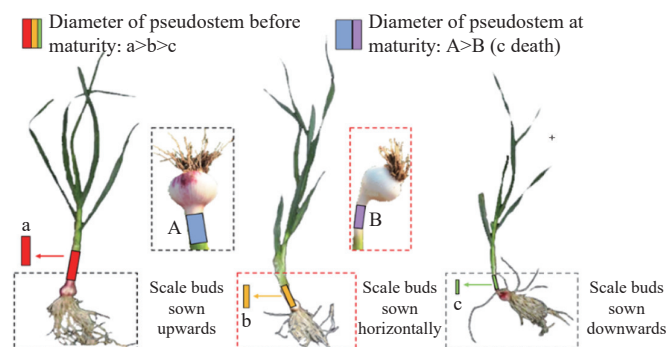 Diameter of pseudostem before
maturity: a>b>c
Diameter of pseudostem at
maturity: A>B (c death)
a
A
B
b
c
Scale buds
sown
upwards
Scale buds
sown
horizontally
Scale buds
sown
downwards